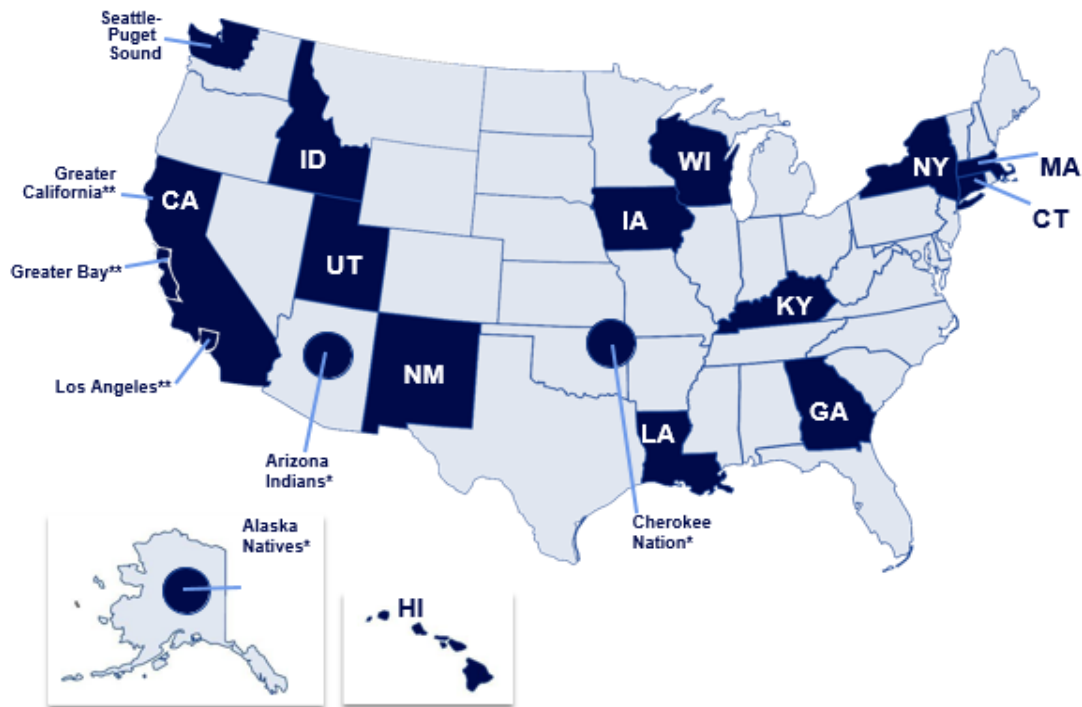 Seattle-
Puget
Sound
Greater
California**
CA
ID
WI
NY
MA
CT
IA
UT
Greater Bay**
KY
Los Angeles**
NM
GA
LA
Arizona
Indians*
Cherokee
Nation*
Alaska
Natives*
HI